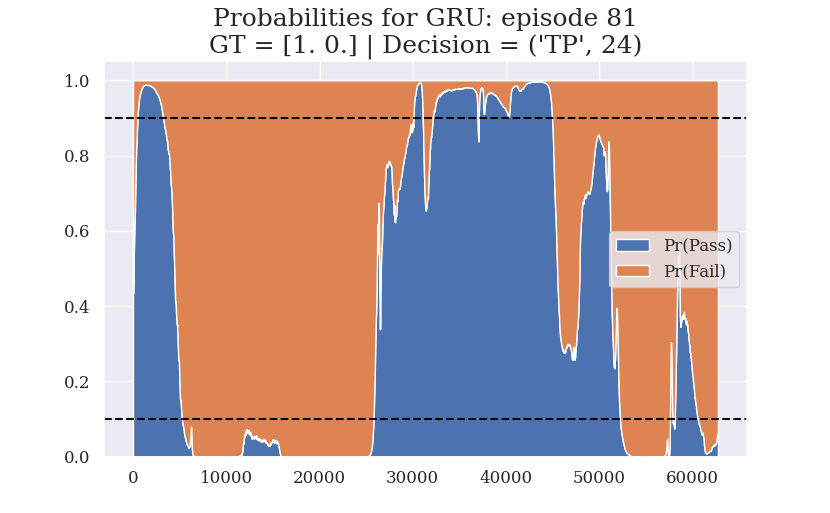 Probabilities for GRU: episode 81
GT = [1. 0.] | Decision = ('TP', 24)
1.0
0.8
0.6
0.4
0.2
0.0
Pr(Pass)
Pr(Fail)
0 10000 20000 30000 40000 50000 60000